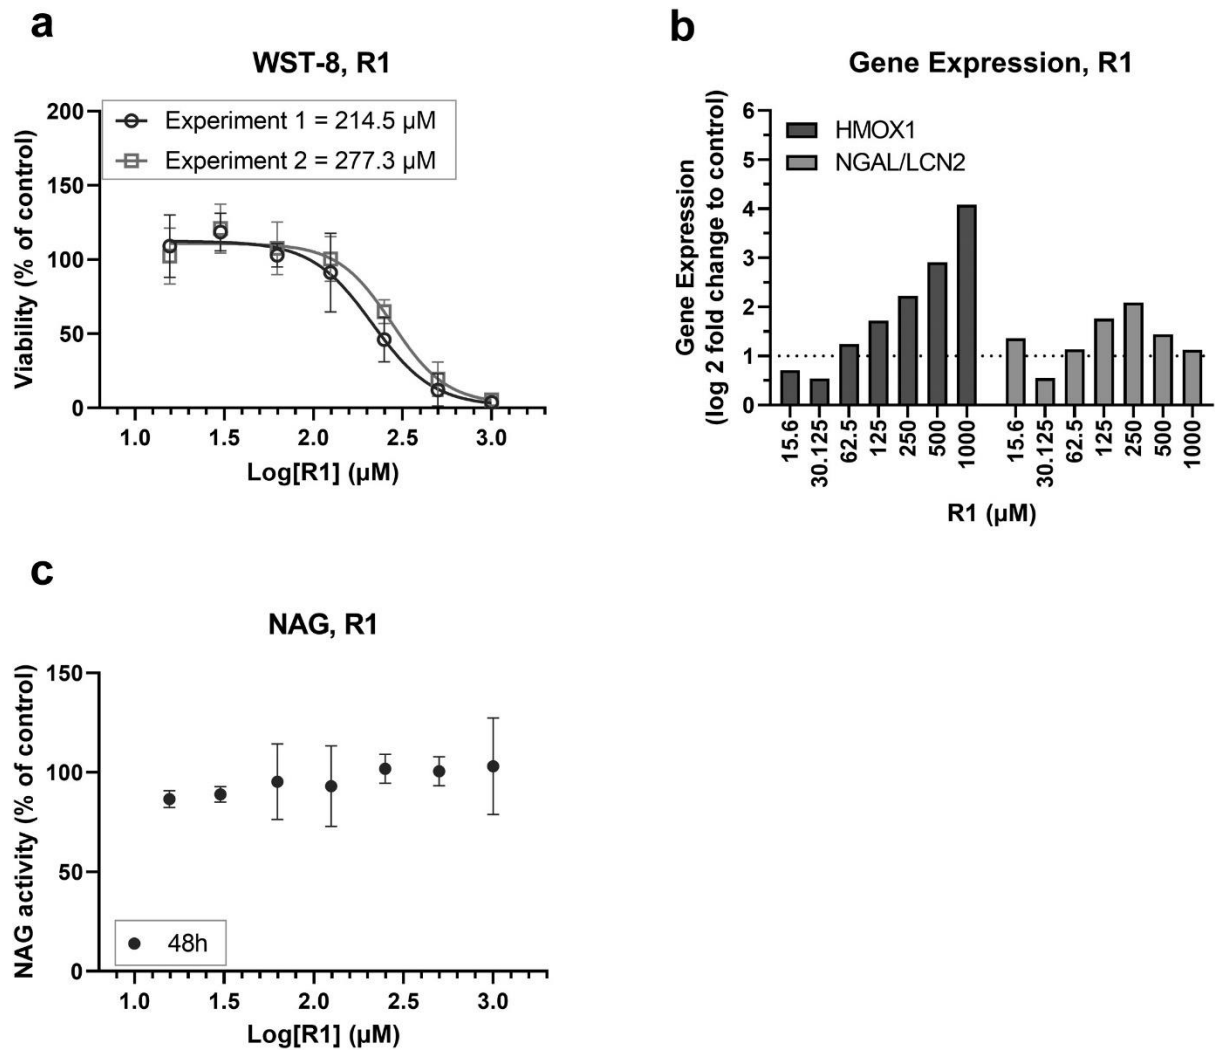 a
WST-8, R1
Viability (% of control)
200
150
100
50
0
Experiment 1 = 214.5 µM
Experiment 2 = 277.3 µM
1.0 1.5 2.0 2.5 3.0
Log[R1] (µM)
b
Gene Expression, R1
Gene Expression
(log 2 fold change to control)
6
5
4
3
2
1
0
HMOX1
NGAL/LCN2
15.6 30.125 62.5 125 250 500 1000 15.6 30.125 62.5 125 250 500 1000
R1 (µM)
c
NAG, R1
NAG activity (% of control)
150
100
50
0
48h
1.0 1.5 2.0 2.5 3.0
Log[R1] (µM)